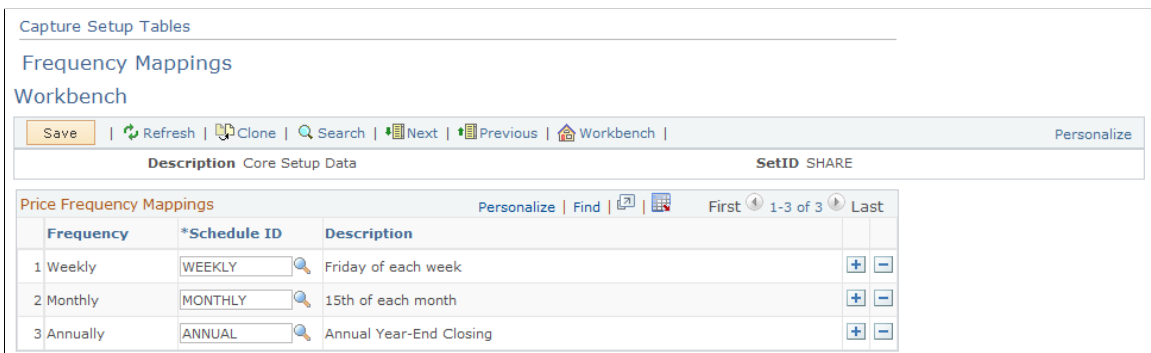 Capture Setup Tables
Frequency Mappings
Workbench
Save | Refresh | Clone | Search | Next | Previous | Workbench | Personalize
Description Core Setup Data SetID SHARE
Price Frequency Mappings Personalize | Find | | First 1-3 of 3 Last
Frequency *Schedule ID Description
1 Weekly WEEKLY Friday of each week
2 Monthly MONTHLY 15th of each month
3 Annually ANNUAL Annual Year-End Closing